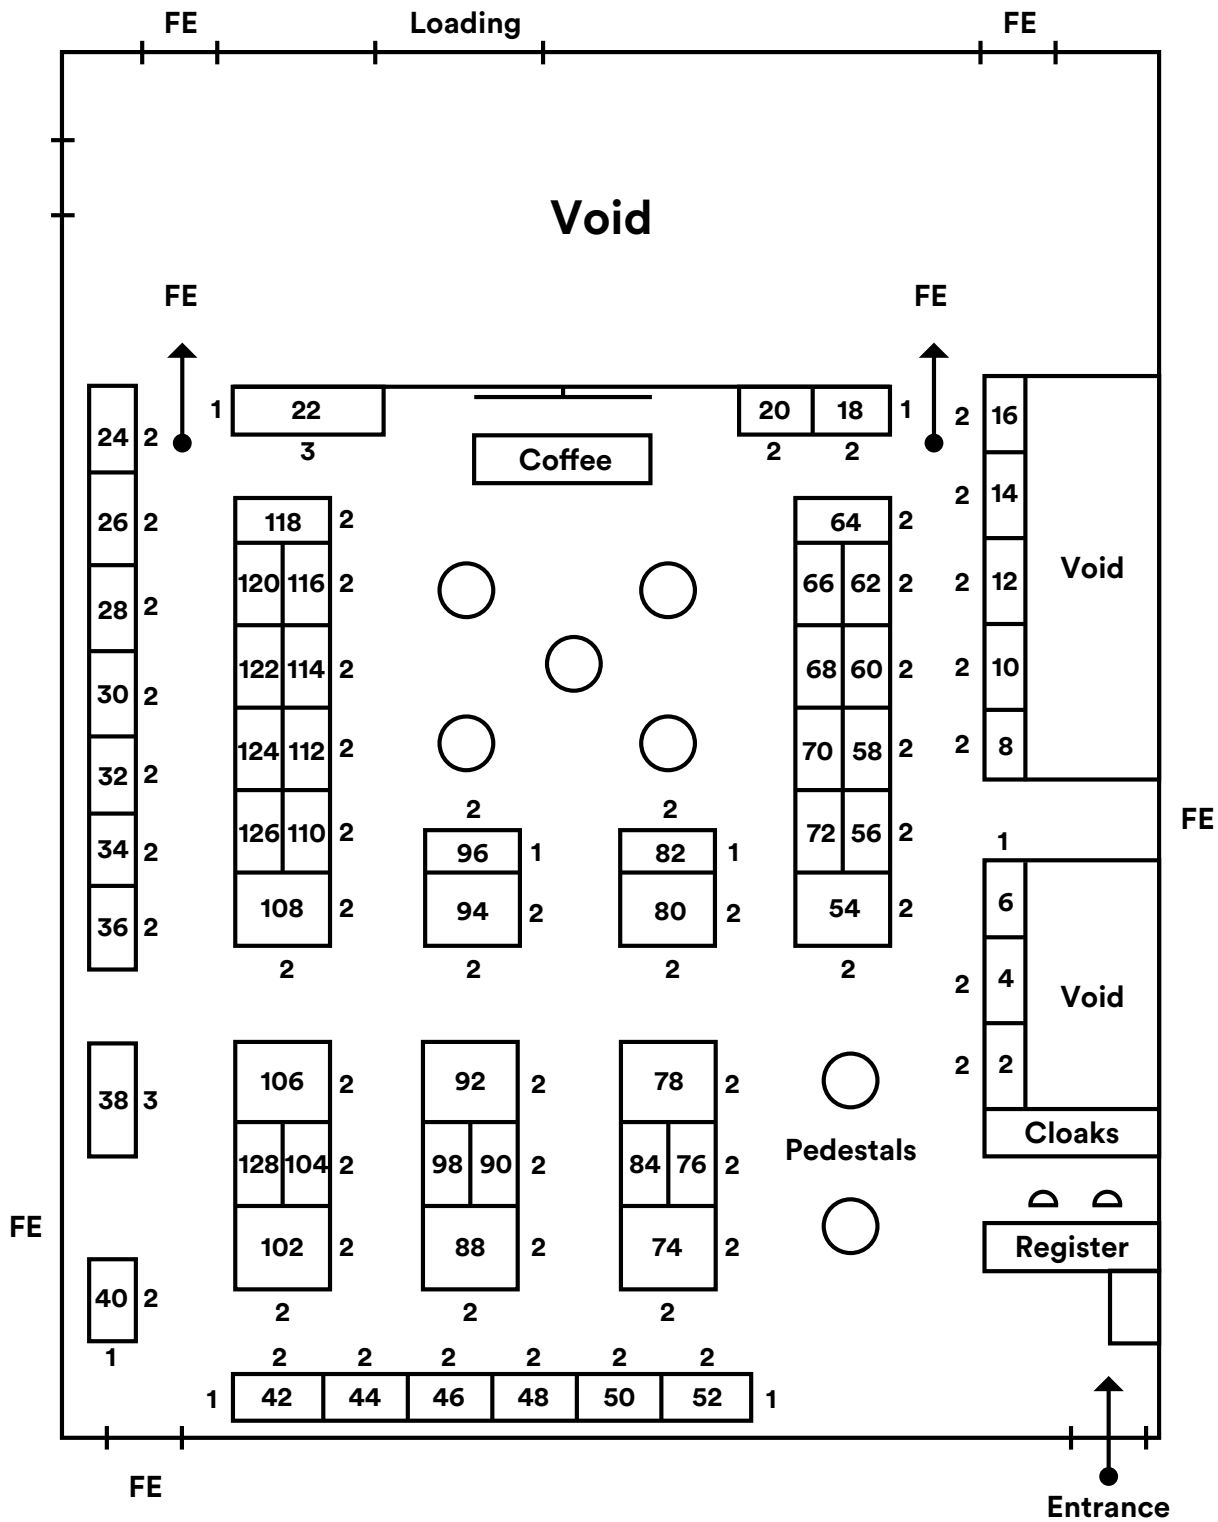 FE Loading FE
Void
FE FE
1 22 20 18 1 2 16
24 2 3 2 2
Coffee
2 14
118 2 64 2
26 2
120 116 2 66 62 2 2 12 Void
28 2
122 114 2 68 60 2 2 10
30 2
124 112 2 70 58 2 2 8
32 2
2 2
FE
126 110 2 72 56 2
1
34 2 96 1 82 1
6
108 2 94 2 80 2 54 2
36 2
2 2 2 2
2 4 Void
2 2
106 2 92 2 78 2
38 3
Cloaks
Pedestals
128 104 2 98 90 2 84 76 2
FE
102 2 88 2 74 2 Register
40 2
2 2 2
1 2 2 2 2 2 2
1 42 44 46 48 50 52 1
FE
Entrance